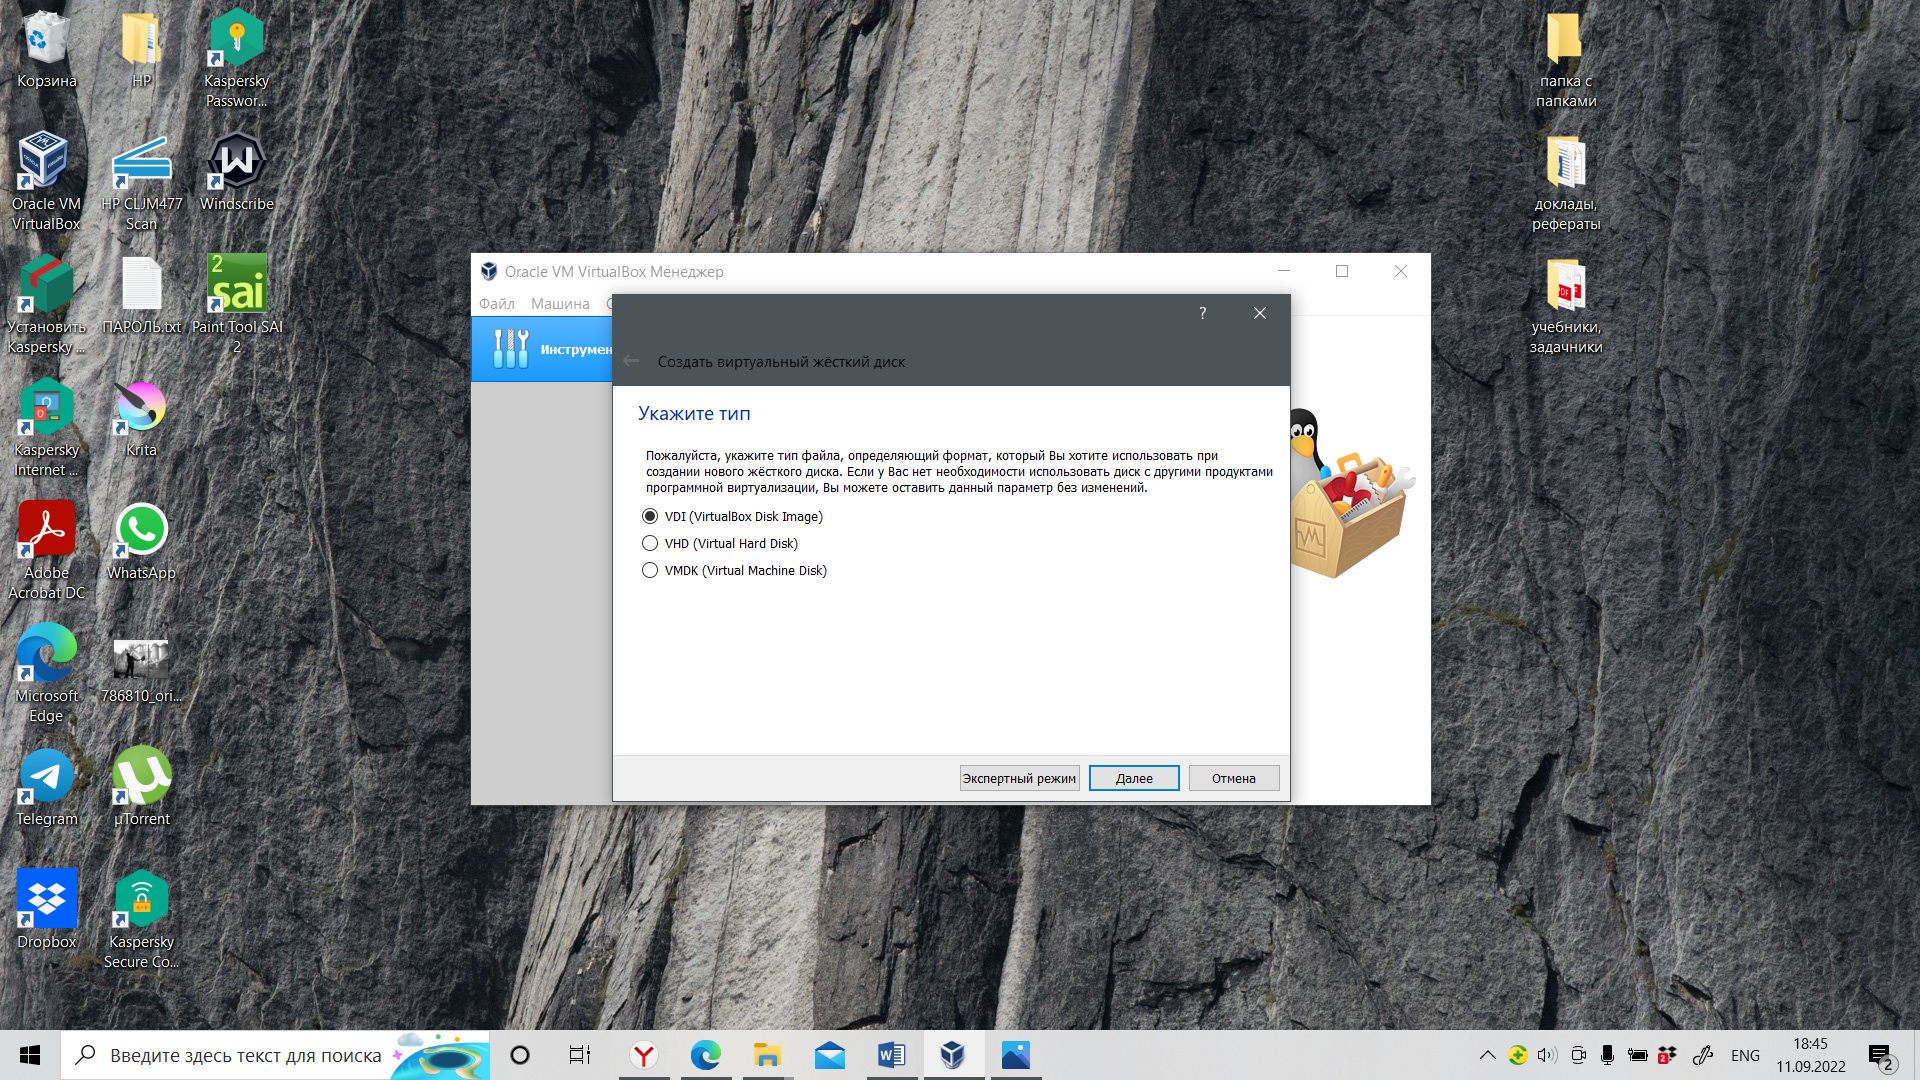 Корзина
HP
Kaspersky
Passwor...
Oracle VM
VirtualBox
HP CLJM477
Scan
Windscribe
Установить
Kaspersky ...
ПАРОЛЬ.txt
2
sai
Paint Tool SAI
2
Kaspersky
Internet ...
Krita
Adobe
Acrobat DC
WhatsApp
Microsoft
Edge
786810_ori...
Telegram
µTorrent
Dropbox
Kaspersky
Secure Co...
папка с
папками
доклады,
рефераты
учебники,
задачники
Oracle VM VirtualBox Менеджер
Файл Машина
Инструмен
?
Создать виртуальный жёсткий диск
Укажите тип
Пожалуйста, укажите тип файла, определяющий формат, который Вы хотите использовать при
создании нового жёсткого диска. Если у Вас нет необходимости использовать диск с другими продуктами
программной виртуализации, Вы можете оставить данный параметр без изменений.
VDI (VirtualBox Disk Image)
VHD (Virtual Hard Disk)
VMDK (Virtual Machine Disk)
Экспертный режим Далее Отмена
Введите здесь текст для поиска
ENG
18:45
11.09.2022
2